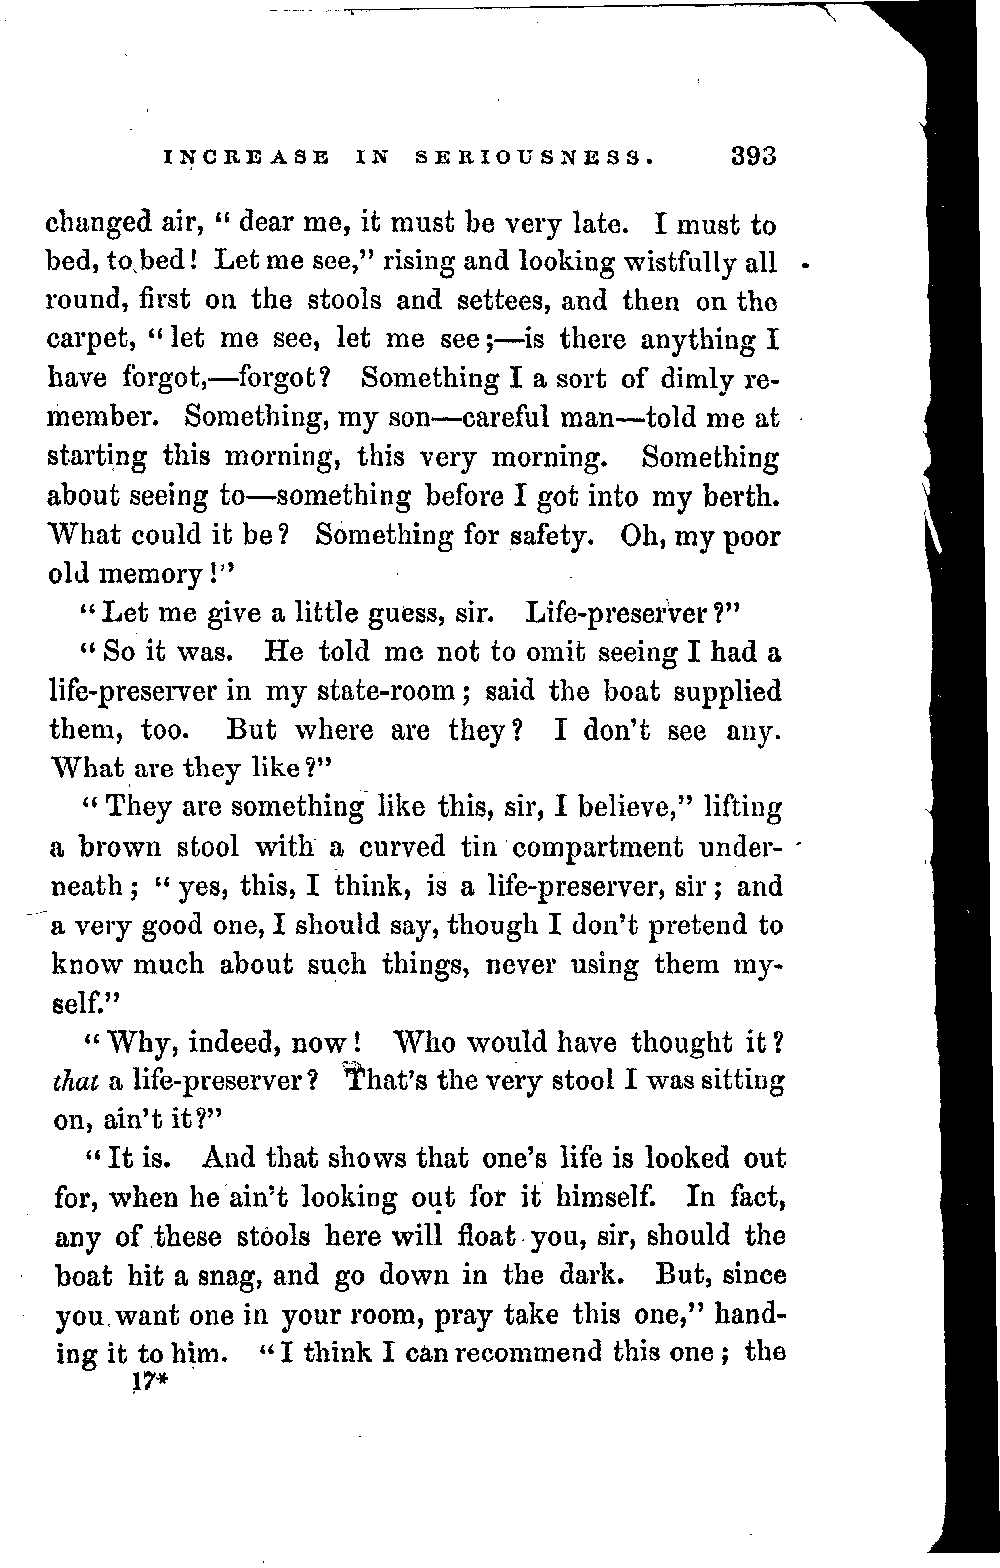 INCREASE IN SERIOUSNESS. 393
changed air, “ dear me, it must be very late. I must to
bed, to bed! Let me see,” rising and looking wistfully all
round, first on the stools and settees, and then on the
carpet, “ let me see, let me see;—is there anything I
have forgot,—forgot? Something I a sort of dimly re-
member. Something, my son—careful man—told me at
starting this morning, this very morning. Something
about seeing to—something before I got into my berth.
What could it be? Something for safety. Oh, my poor
old memory!”
“ Let me give a little guess, sir. Life-preserver?”
“ So it was. He told me not to omit seeing I had a
life-preserver in my state-room; said the boat supplied
them, too. But where are they? I don’t see any.
What are they like?”
“ They are something like this, sir, I believe,” lifting
a brown stool with a curved tin compartment under-
neath; “ yes, this, I think, is a life-preserver, sir; and
a very good one, I should say, though I don’t pretend to
know much about such things, never using them my-
self.”
“ Why, indeed, now! Who would have thought it?
that a life-preserver? That’s the very stool I was sitting
on, ain’t it?”
“ It is. And that shows that one’s life is looked out
for, when he ain’t looking out for it himself. In fact,
any of these stools here will float you, sir, should the
boat hit a snag, and go down in the dark. But, since
you want one in your room, pray take this one,” hand-
ing it to him. “ I think I can recommend this one; the
17*